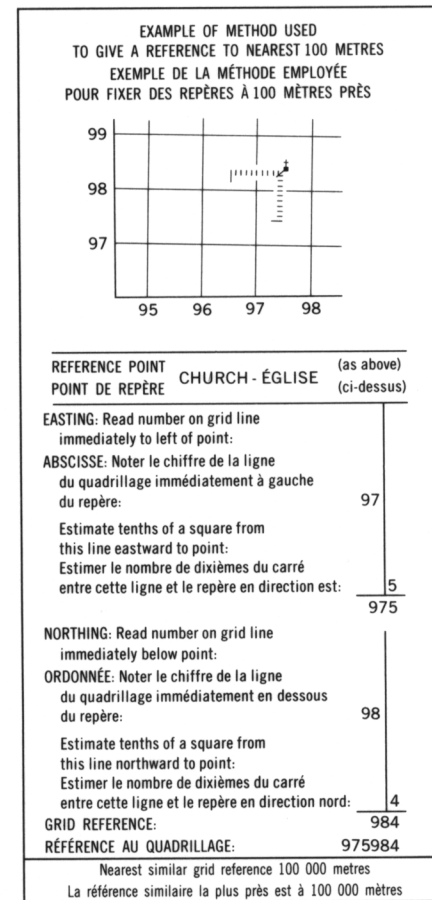 EXAMPLE OF METHOD USED
TO GIVE A REFERENCE TO NEAREST 100 METRES
EXEMPLE DE LA MÉTHODE EMPLOYÉE
POUR FIXER DES REPÈRES À 100 MÈTRES PRÈS
99
98
97
95 96 97 98
REFERENCE POINT
POINT DE REPÈRE
CHURCH - ÉGLISE
(as above)
(ci-dessus)
EASTING: Read number on grid line
immediately to left of point:
ABSCISSE: Noter le chiffre de la ligne
du quadrillage immédiatement à gauche
du repère: 97
Estimate tenths of a square from
this line eastward to point:
Estimer le nombre de dixièmes du carré
entre cette ligne et le repère en direction est: 5
975
NORTHING: Read number on grid line
immediately below point:
ORDONNÉE: Noter le chiffre de la ligne
du quadrillage immédiatement en dessous
du repère: 98
Estimate tenths of a square from
this line northward to point:
Estimer le nombre de dixièmes du carré
entre cette ligne et le repère en direction nord: 4
GRID REFERENCE: 984
RÉFÉRENCE AU QUADRILLAGE: 975984
Nearest similar grid reference 100 000 metres
La référence similaire la plus près est à 100 000 mètres